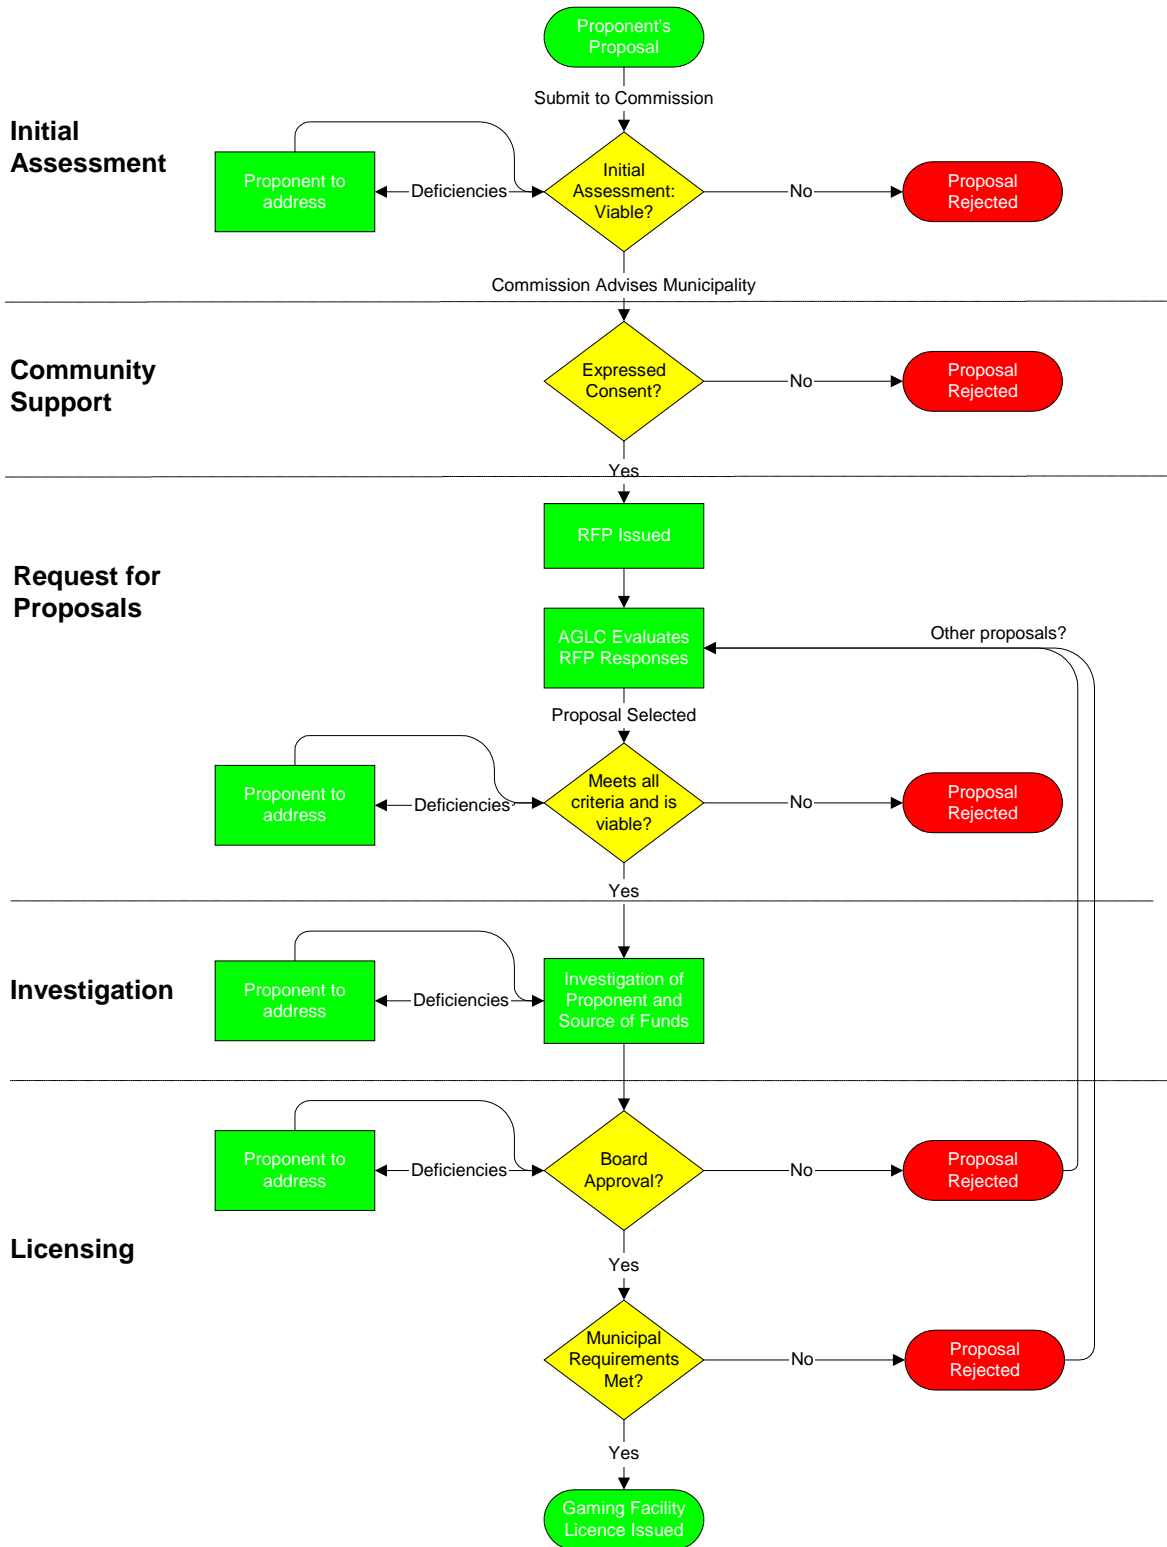 Proponent's
Proposal
Submit to Commission
Initial
Assessment
Proponent to
address
Deficiencies
Initial
Assessment:
Viable?
No
Proposal
Rejected
Commission Advises Municipality
Community
Support
Expressed
Consent?
No
Proposal
Rejected
Yes
RFP Issued
Request for
Proposals
AGLC Evaluates
RFP Responses
Other proposals?
Proposal Selected
Proponent to
address
Deficiencies
Meets all
criteria and is
viable?
No
Proposal
Rejected
Yes
Investigation
Proponent to
address
Deficiencies
Investigation of
Proponent and
Source of Funds
Proponent to
address
Deficiencies
Board
Approval?
No
Proposal
Rejected
Licensing
Yes
Municipal
Requirements
Met?
No
Proposal
Rejected
Yes
Gaming Facility
Licence Issued